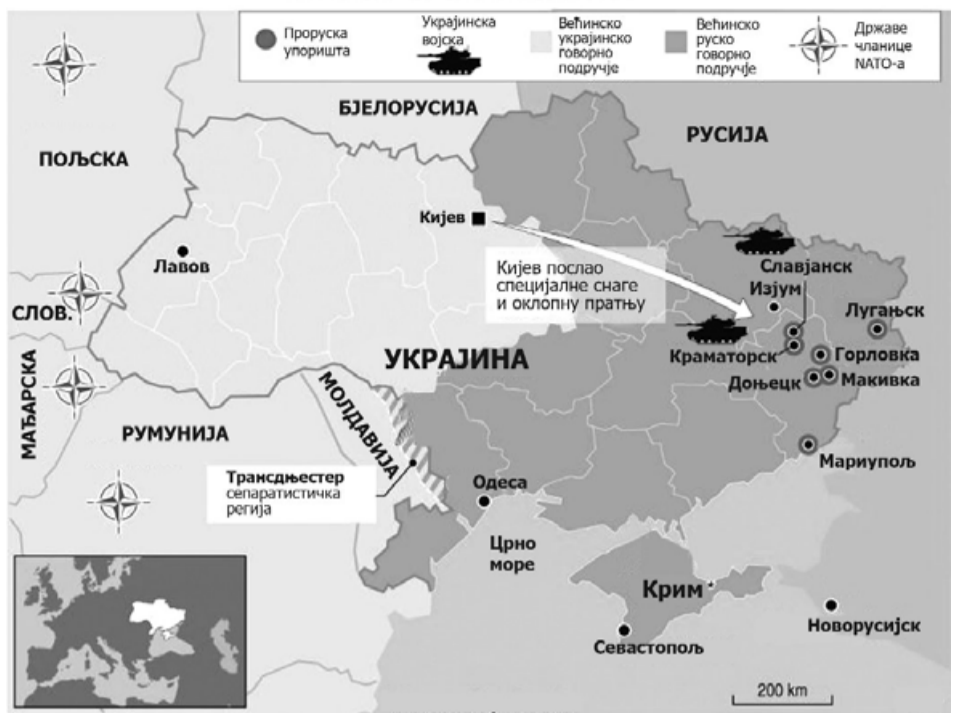 Проруска
упоришта
Украјинска
војска
Већинско
украјинско
говорно
подручје
Већинско
руско
говорно
подручје
Државе
чланице
NATO-а
БЈЕЛОРУСИЈА
РУСИЈА
ПОЉСКА
Кијев
Лавов
Кијев послао
специјалне снаге
и оклопну пратњу
Славјанск
Изјум
СЛОВ.
Лугањск
УКРАЈИНА
Краматорск
Горловка
Доњецк
Макивка
МАЂАРСКА
МОЛДАВИЈА
РУМУНИЈА
Мариупољ
Трансдњестер
сепаратистичка
регија
Одеса
Црно
море
Крим
Новорусијск
Севастопољ
200 km